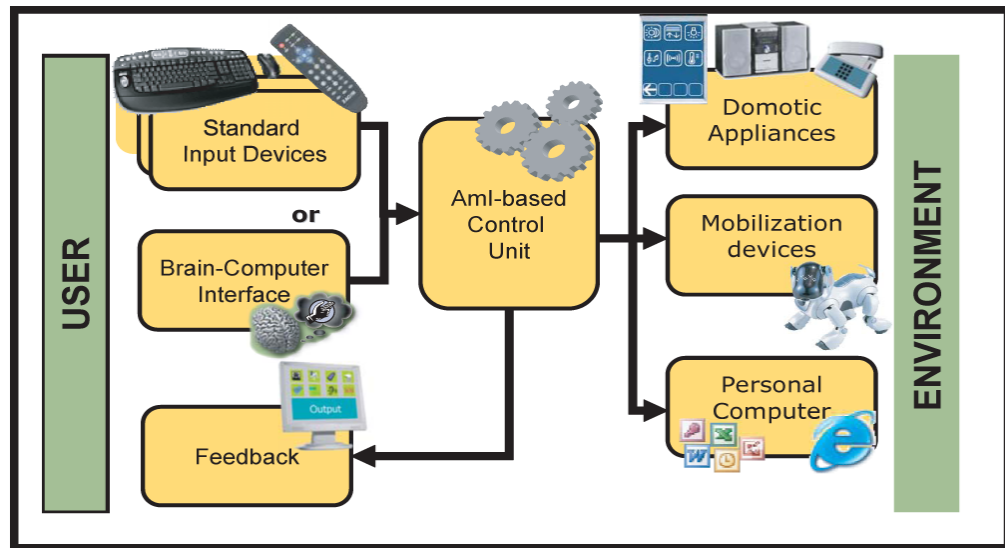 USER
Standard
Input Devices
or
Brain-Computer
Interface
Output
Feedback
AmI-based
Control
Unit
Domotic
Appliances
Mobilization
devices
Personal
Computer
W
ENVIRONMENT